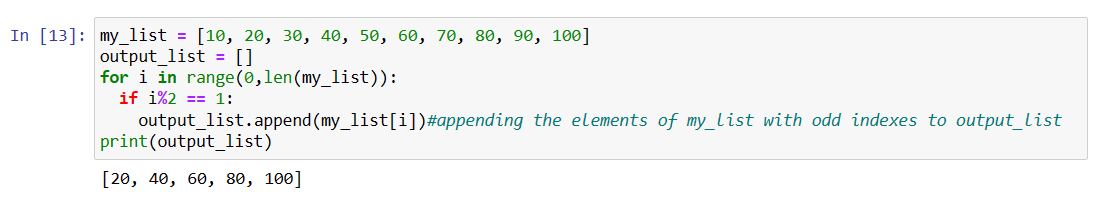 In [13]: my_list = [10, 20, 30, 40, 50, 60, 70, 80, 90, 100]
output_list = []
for i in range(0,len(my_list)):
  if i%2 == 1:
    output_list.append(my_list[i])#appending the elements of my_list with odd indexes to output_list
print(output_list)
[20, 40, 60, 80, 100]